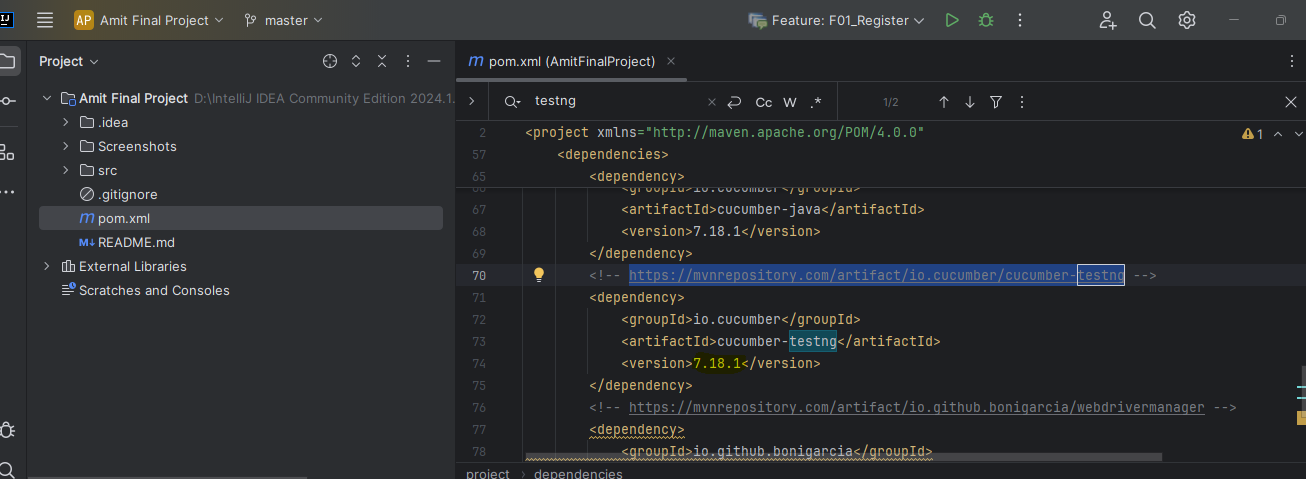 AP Amit Final Project master Feature: F01_Register
Project
Amit Final Project D:\IntelliJ IDEA Community Edition 2024.1.
.idea
Screenshots
src
.gitignore
m pom.xml
M↓ README.md
External Libraries
Scratches and Consoles
m pom.xml (AmitFinalProject)
testng Cc W .* 1/2
2 <project xmlns="http://maven.apache.org/POM/4.0.0" 1
57 <dependencies>
65 <dependency>
66 <groupId>io.cucumber</groupId>
67 <artifactId>cucumber-java</artifactId>
68 <version>7.18.1</version>
69 </dependency>
70 <!-- https://mvnrepository.com/artifact/io.cucumber/cucumber-testng -->
71 <dependency>
72 <groupId>io.cucumber</groupId>
73 <artifactId>cucumber-testng</artifactId>
74 <version>7.18.1</version>
75 </dependency>
76 <!-- https://mvnrepository.com/artifact/io.github.bonigarcia/webdrivermanager -->
77 <dependency>
78 <groupId>io.github.bonigarcia</groupId>
project > dependencies